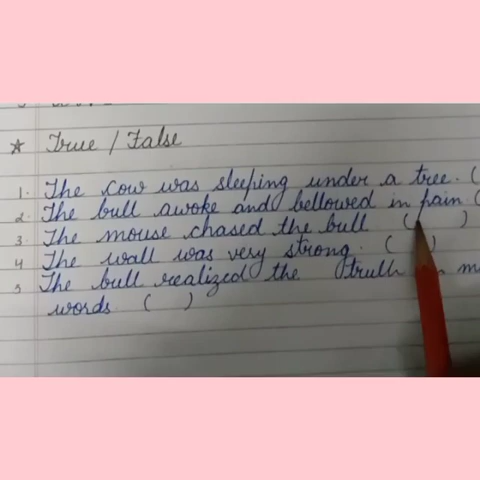 ★ True / False
1. The cow was sleeping under a tree. (
2. The bull awoke and bellowed in pain (
3. The mouse chased the bull ( )
4 The wall was very strong. ( )
5 The bull realized the truth
words. ( )